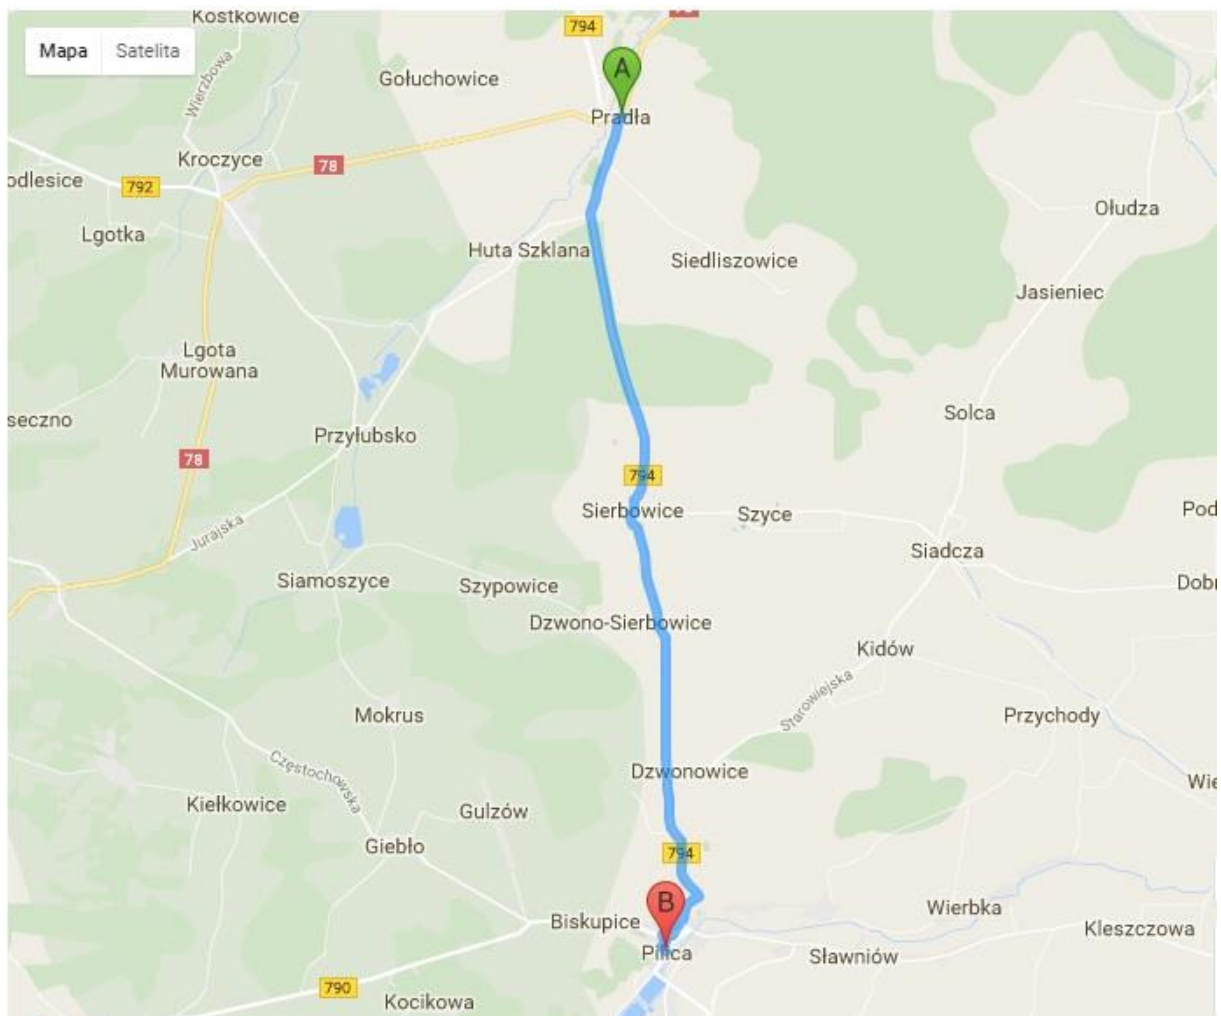 Kostkowice
794
78
Mapa
Satelita
Wierzbowa
Gołuchowice
A
Pradła
Kroczyce
78
odlesice
792
Lgotka
Ołudza
Huta Szklana
Siedliszowice
Jasieniec
Lgota
Murowana
seczno
Solca
Przyłubsko
78
794
Sierbowice
Szyce
Pod
Jurajska
Siadcza
Siamoszyce
Szypowice
Dobr
Dzwono-Sierbowice
Kidów
Starowiejska
Mokrus
Przychody
Częstochowska
Dzwonowice
Wie
Kiełkowice
Gulzów
Giebło
794
B
Biskupice
Wierbka
Kleszczowa
Pilica
Sławniów
790
Kocikowa